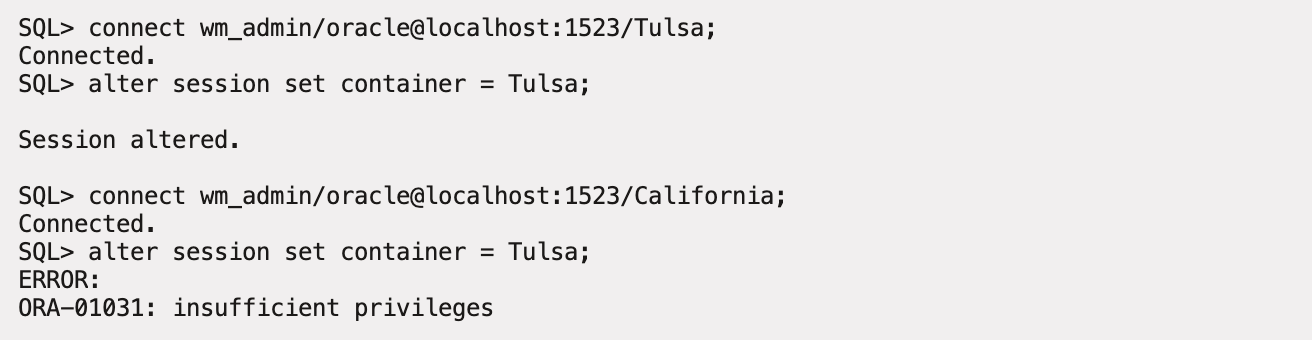 SQL> connect wm_admin/oracle@localhost:1523/Tulsa;
Connected.
SQL> alter session set container = Tulsa;
Session altered.
SQL> connect wm_admin/oracle@localhost:1523/California;
Connected.
SQL> alter session set container = Tulsa;
ERROR:
ORA-01031: insufficient privileges